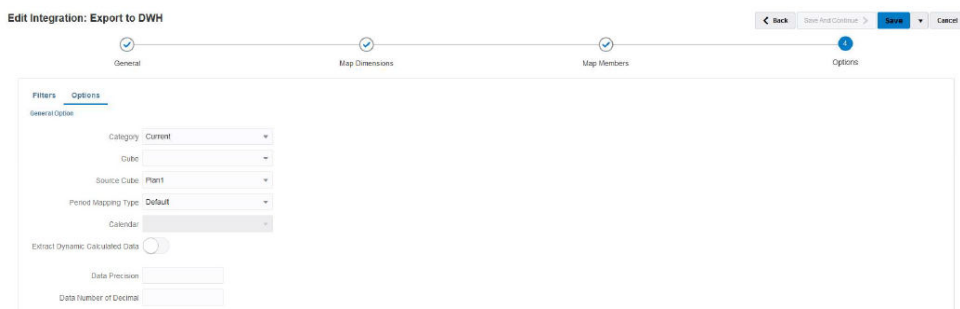 Edit Integration: Export to DWH
Back Save And Continue Save Cancel
4
General Map Dimensions Map Members Options
Filters Options
General Option
Category Current
Cube
Source Cube Plan1
Period Mapping Type Default
Calendar
Extract Dynamic Calculated Data
Data Precision
Data Number of Decimal